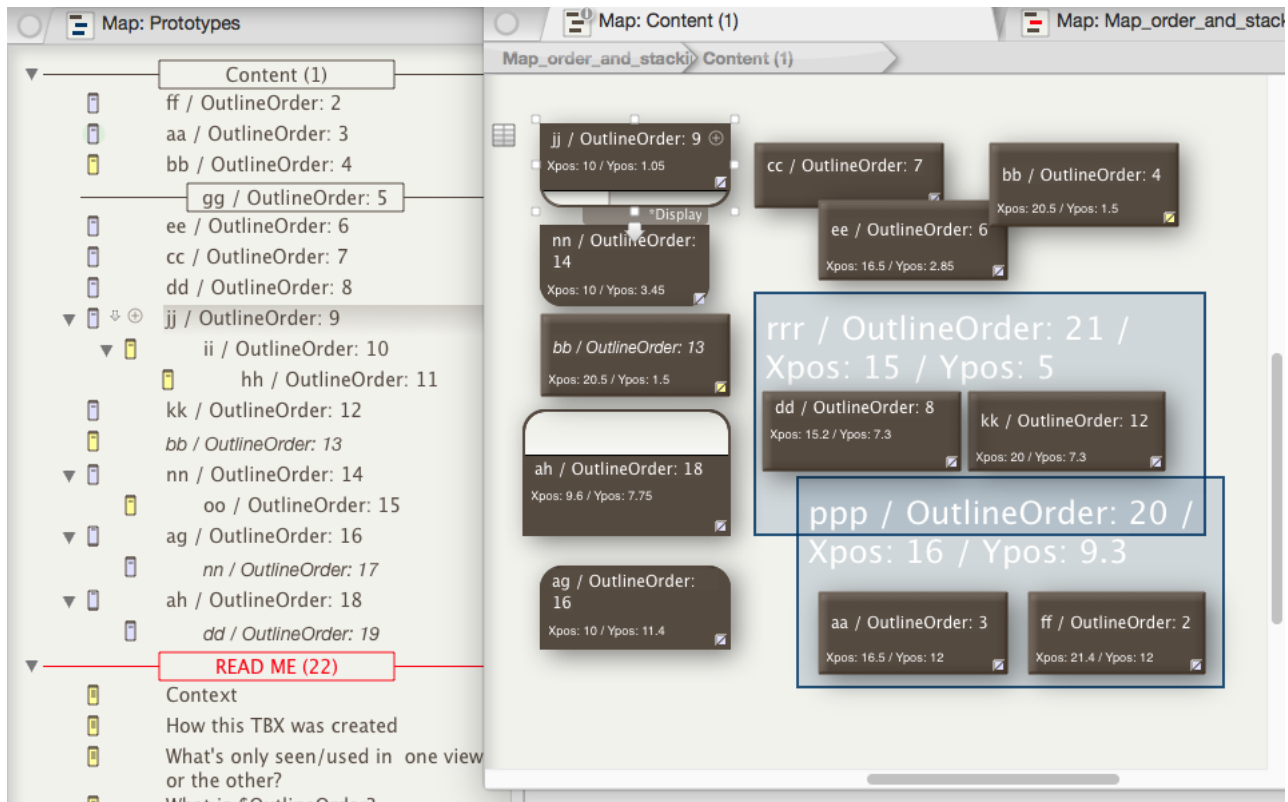 Map: Prototypes
Content (1)
ff / OutlineOrder: 2
aa / OutlineOrder: 3
bb / OutlineOrder: 4
gg / OutlineOrder: 5
ee / OutlineOrder: 6
cc / OutlineOrder: 7
dd / OutlineOrder: 8
jj / OutlineOrder: 9
ii / OutlineOrder: 10
hh / OutlineOrder: 11
kk / OutlineOrder: 12
bb / OutlineOrder: 13
nn / OutlineOrder: 14
oo / OutlineOrder: 15
ag / OutlineOrder: 16
nn / OutlineOrder: 17
ah / OutlineOrder: 18
dd / OutlineOrder: 19
READ ME (22)
Context
How this TBX was created
What's only seen/used in one view
or the other?
What is $OutlineOrder?
Map: Content (1)
Map: Map_order_and_stack
Map_order_and_stacki
Content (1)
jj / OutlineOrder: 9
Xpos: 10 / Ypos: 1.05
*Display
nn / OutlineOrder:
14
Xpos: 10 / Ypos: 3.45
bb / OutlineOrder: 13
Xpos: 20.5 / Ypos: 1.5
ah / OutlineOrder: 18
Xpos: 9.6 / Ypos: 7.75
ag / OutlineOrder:
16
Xpos: 10 / Ypos: 11.4
cc / OutlineOrder: 7
bb / OutlineOrder: 4
Xpos: 20.5 / Ypos: 1.5
ee / OutlineOrder: 6
Xpos: 16.5 / Ypos: 2.85
rrr / OutlineOrder: 21 /
Xpos: 15 / Ypos: 5
dd / OutlineOrder: 8
Xpos: 15.2 / Ypos: 7.3
kk / OutlineOrder: 12
Xpos: 20 / Ypos: 7.3
ppp / OutlineOrder: 20 /
Xpos: 16 / Ypos: 9.3
aa / OutlineOrder: 3
Xpos: 16.5 / Ypos: 12
ff / OutlineOrder: 2
Xpos: 21.4 / Ypos: 12